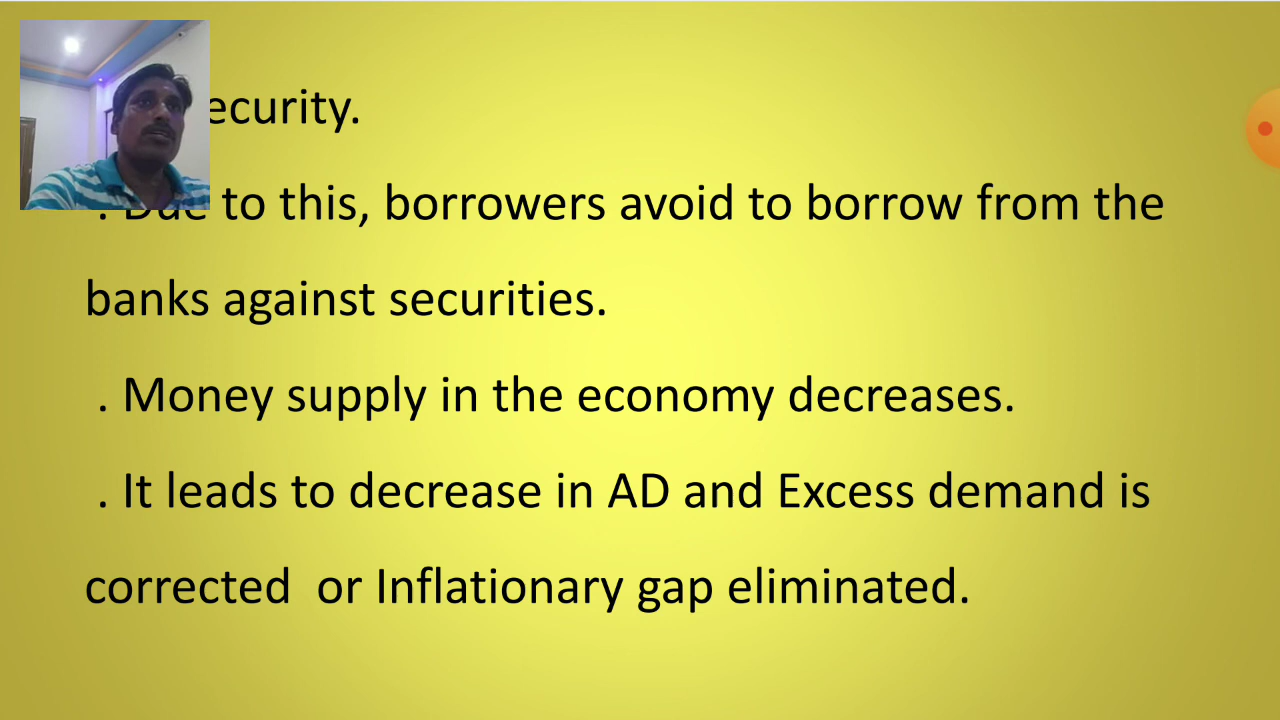 ecurity.
. Due to this, borrowers avoid to borrow from the
banks against securities.
. Money supply in the economy decreases.
. It leads to decrease in AD and Excess demand is
corrected or Inflationary gap eliminated.